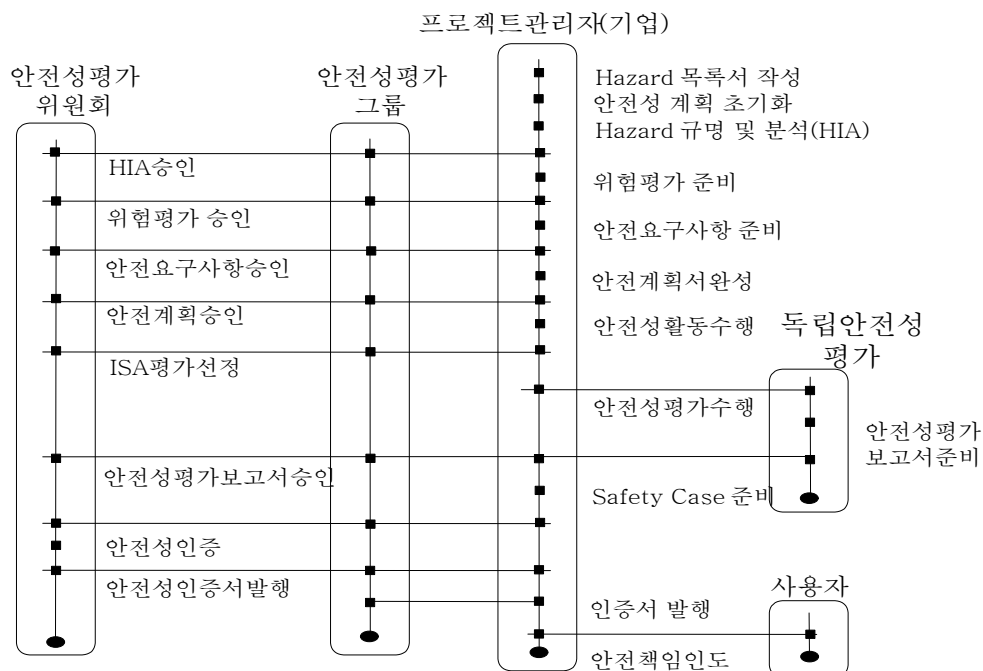 프로젝트관리자(기업)
안전성평가
위원회
안전성평가
그룹
Hazard 목록서 작성
안전성 계획 초기화
Hazard 규명 및 분석(HIA)
HIA승인
위험평가 준비
위험평가 승인
안전요구사항 준비
안전요구사항승인
안전계획서완성
안전계획승인
안전성활동수행
독립안전성
평가
ISA평가선정
안전성평가수행
안전성평가
보고서준비
안전성평가보고서승인
Safety Case 준비
안전성인증
안전성인증서발행
인증서 발행
사용자
안전책임인도